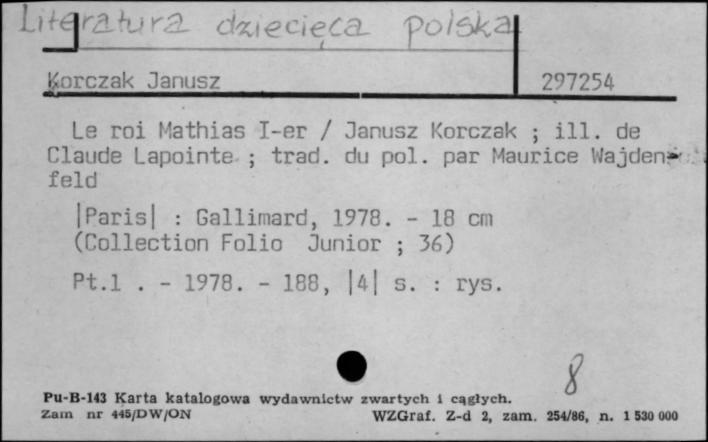 Literatura dziecięca polska
Korczak Janusz 297254
Le roi Mathias I-er / Janusz Korczak ; ill. de
Claude Lapointe ; trad. du pol. par Maurice Wajden-
feld
|Paris| : Gallimard, 1978. - 18 cm
(Collection Folio Junior ; 36)
Pt.1 . - 1978. - 188, |4| s. : rys.
8
Pu-B-143 Karta katalogowa wydawnictw zwartych i cągłych.
Zam nr 445/DW/ON WZGraf. Z-d 2, zam. 254/86, n. 1 530 000